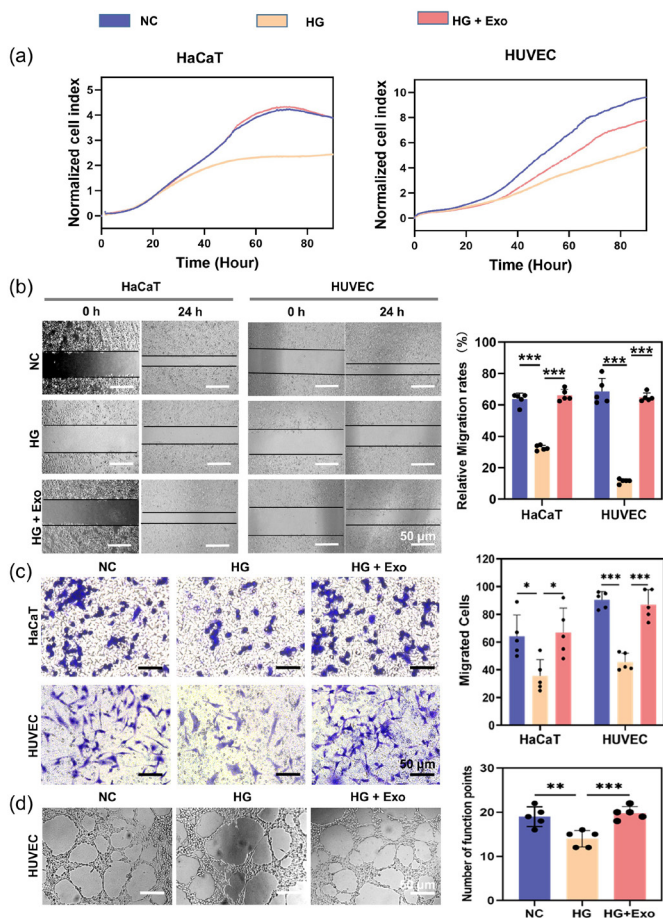 NC HG HG + Exo
(a)
HaCaT HUVEC
Normalized cell index
5
4
3
2
1
0
0 20 40 60 80
Time (Hour)
Normalized cell index
10
8
6
4
2
0
0 20 40 60 80
Time (Hour)
(b)
HaCaT HUVEC
0 h 24 h 0 h 24 h
NC
HG
HG + Exo
50 μm
Relative Migration rates (%)
100
80
60
40
20
0
*** *** *** ***
HaCaT HUVEC
(c)
NC HG HG + Exo
HaCaT
HUVEC
50 μm
Migrated Cells
120
100
80
60
40
20
0
* * *** ***
HaCaT HUVEC
(d)
NC HG HG + Exo
HUVEC
50 μm
Number of function points
30
20
10
0
** ***
NC HG HG+Exo